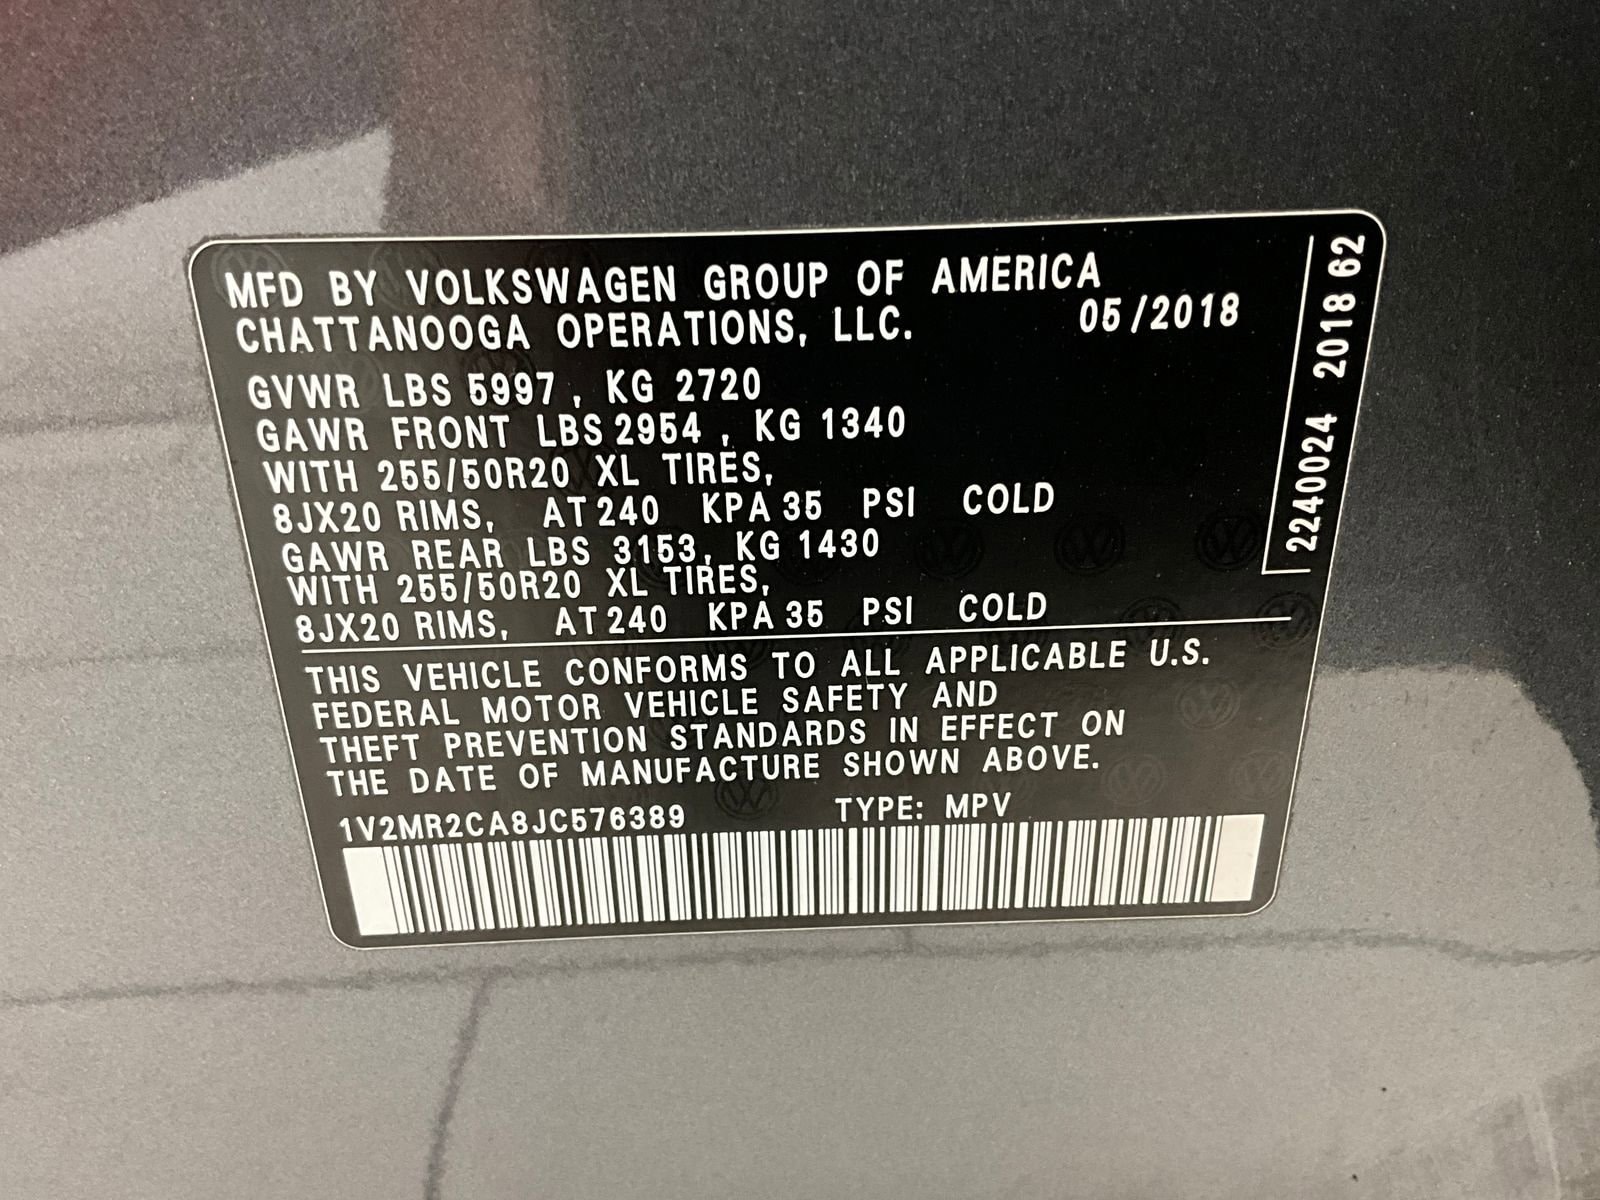 MFD BY VOLKSWAGEN GROUP OF AMERICA
CHATTANOOGA OPERATIONS, LLC. 05/2018
GVWR LBS 5997, KG 2720
GAWR FRONT LBS 2954, KG 1340
WITH 255/50R20 XL TIRES,
8JX20 RIMS, AT 240 KPA 35 PSI COLD
GAWR REAR LBS 3153, KG 1430
WITH 255/50R20 XL TIRES,
8JX20 RIMS, AT 240 KPA 35 PSI COLD
THIS VEHICLE CONFORMS TO ALL APPLICABLE U.S.
FEDERAL MOTOR VEHICLE SAFETY AND
THEFT PREVENTION STANDARDS IN EFFECT ON
THE DATE OF MANUFACTURE SHOWN ABOVE.
1V2MR2CA8JC576389 TYPE: MPV
2240024 2018 62